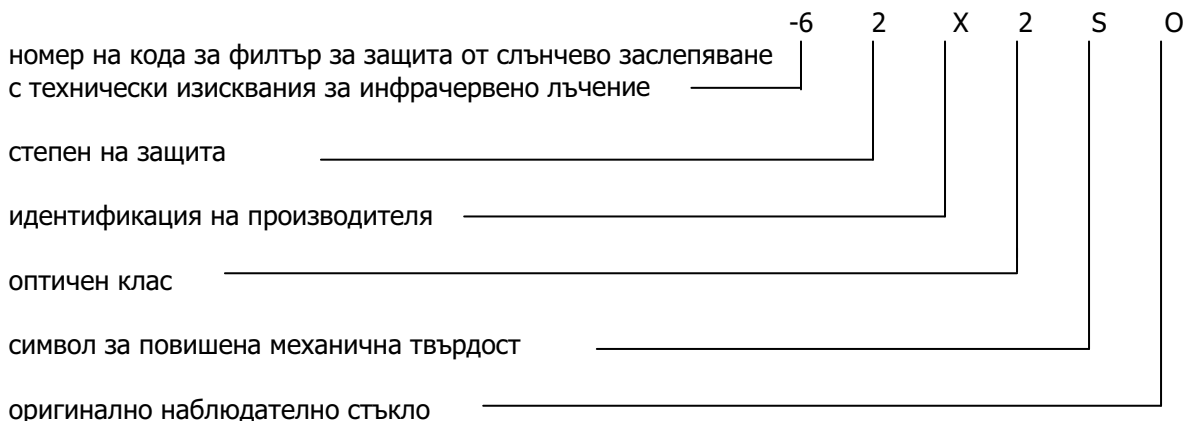 -6 2 X 2 S O
номер на кода за филтър за защита от слънчево заслепяване
с технически изисквания за инфрачервено лъчение
степен на защита
идентификация на производителя
оптичен клас
символ за повишена механична твърдост
оригинално наблюдателно стъкло